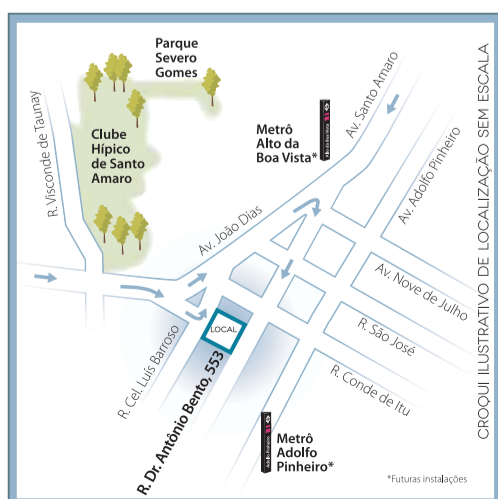 Parque
Severo
Gomes
Clube
Hípico
de Santo
Amaro
R. Visconde de Taunay
Metrô
Alto da
Boa Vista*
Av. Santo Amaro
Av. Adolfo Pinheiro
Av. João Dias
Av. Nove de Julho
R. São José
R. Conde de Itu
LOCAL
R. Cel. Luís Barroso
R. Dr. Antônio Bento, 553
Adolfo Pinheiro
Metrô
Adolfo
Pinheiro*
*Futuras instalações
CROQUI ILUSTRATIVO DE LOCALIZAÇÃO SEM ESCALA